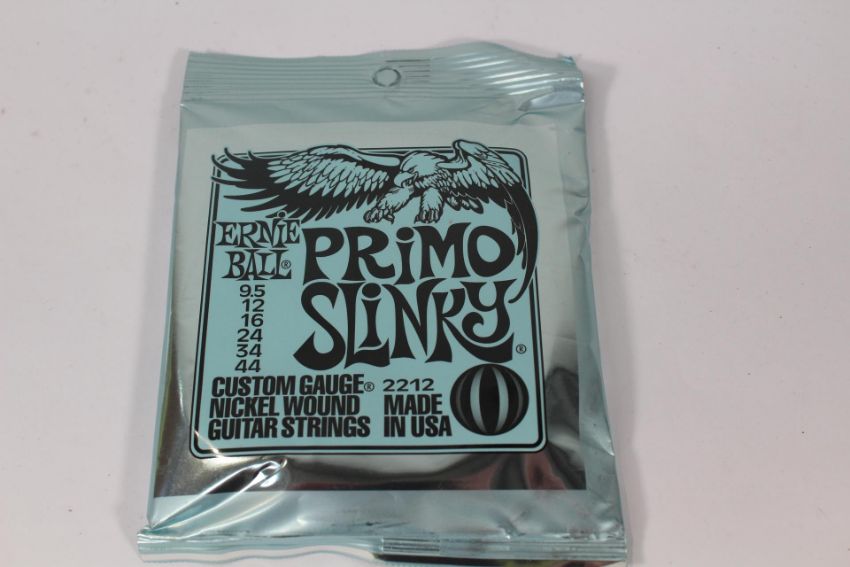 ERNiE
BALL®
PRiMO
SLiNKY®
9.5
12
16
24
34
44
CUSTOM GAUGE® 2212
NICKEL WOUND MADE
GUITAR STRINGS IN USA